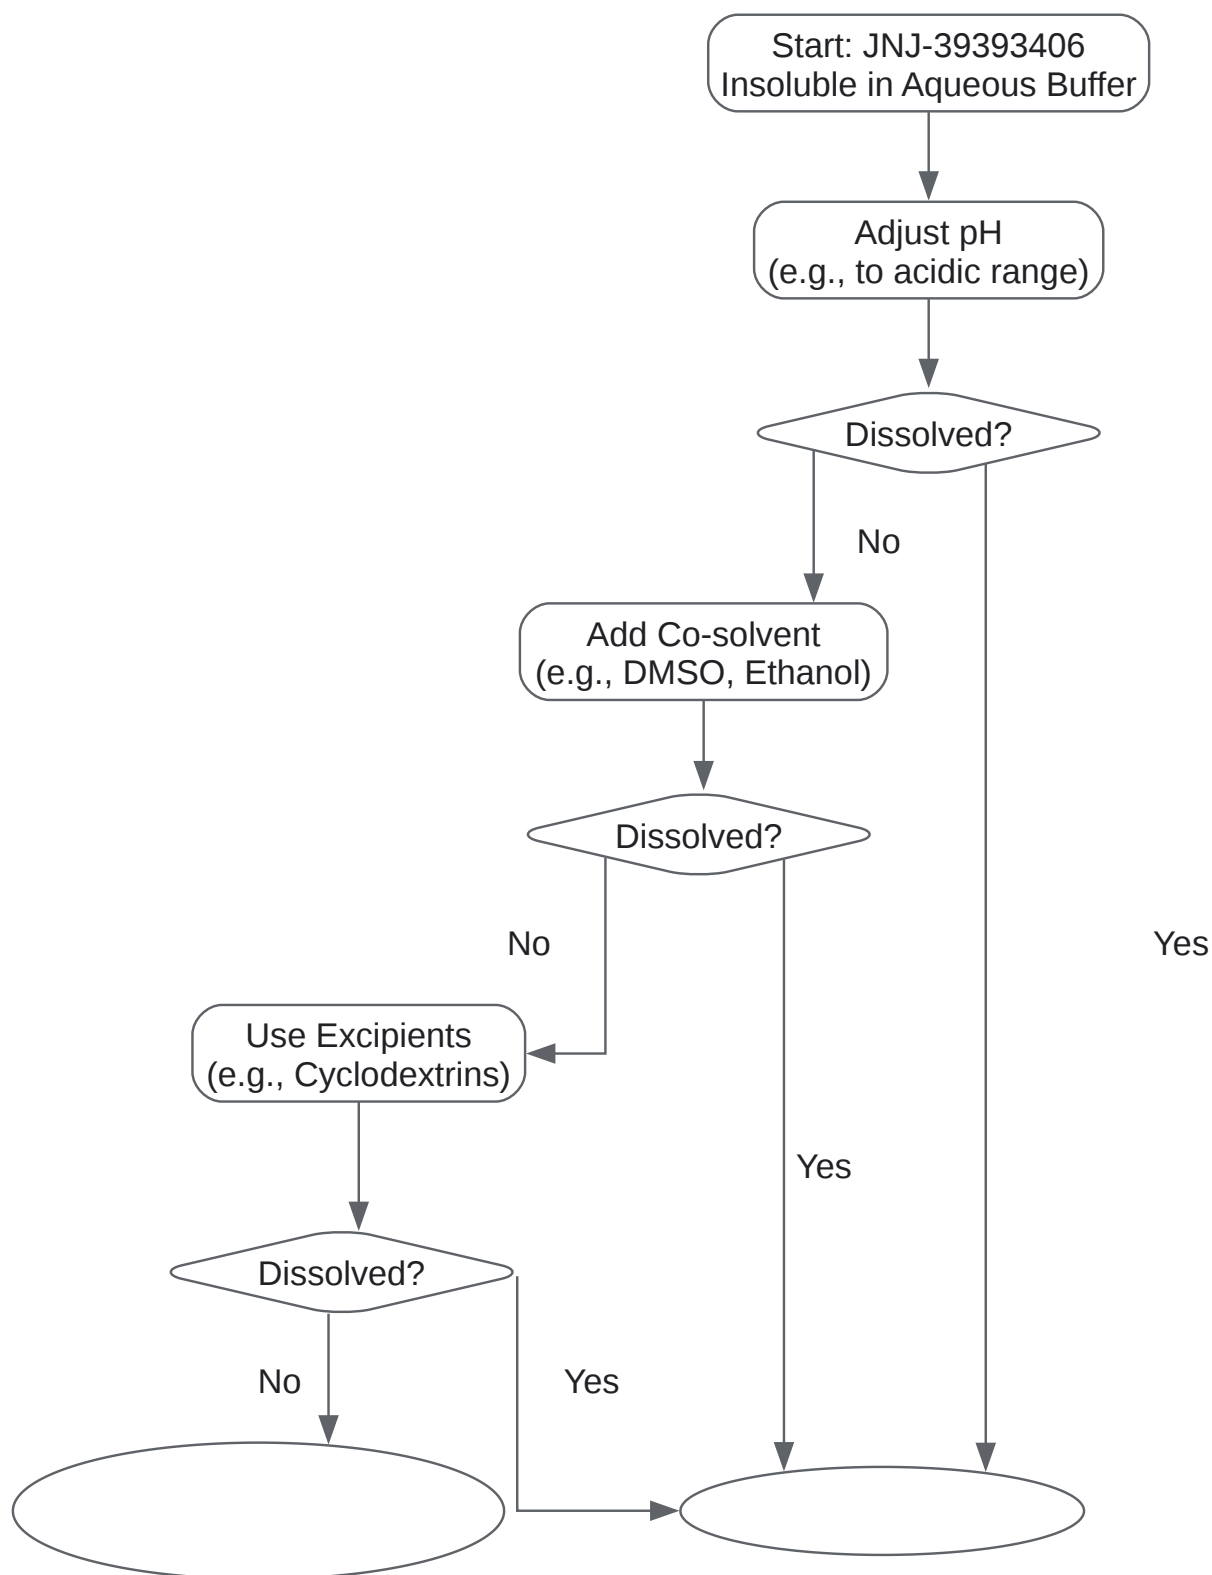 Start: JNJ-39393406
Insoluble in Aqueous Buffer
Adjust pH
(e.g., to acidic range)
Dissolved?
No
Add Co-solvent
(e.g., DMSO, Ethanol)
Dissolved?
No
Yes
Use Excipients
(e.g., Cyclodextrins)
Yes
Dissolved?
No
Yes